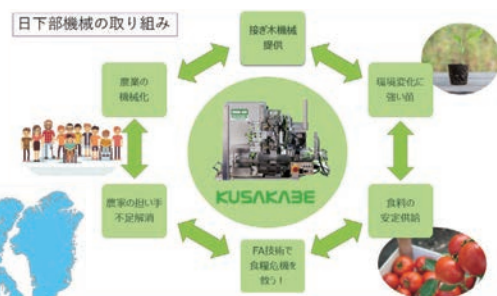 日下部機械の取り組み
接ぎ木機械
提供
農業の
機械化
環境変化に
強い苗
KUSAKABE
農家の担い手
不足解消
食料の
安定供給
FA技術で
食糧危機を
救う！